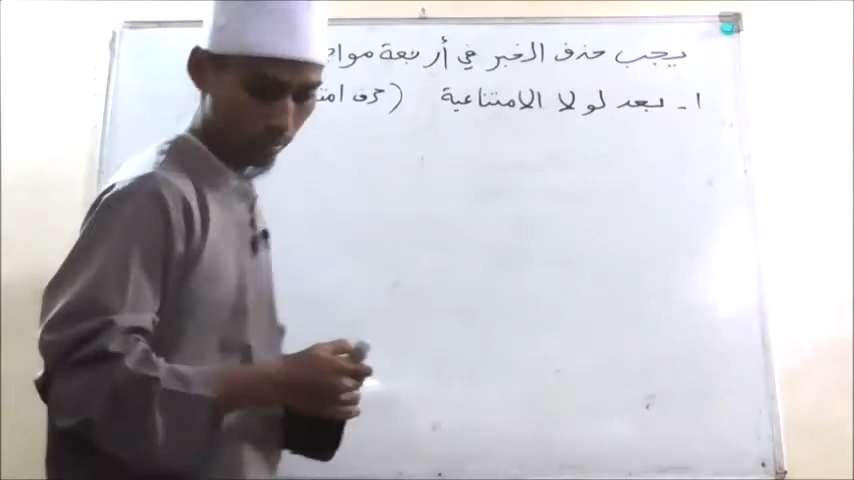 يجب حذف الخبر في أربعة
١ - بعد لولا الامتناعية (حرف